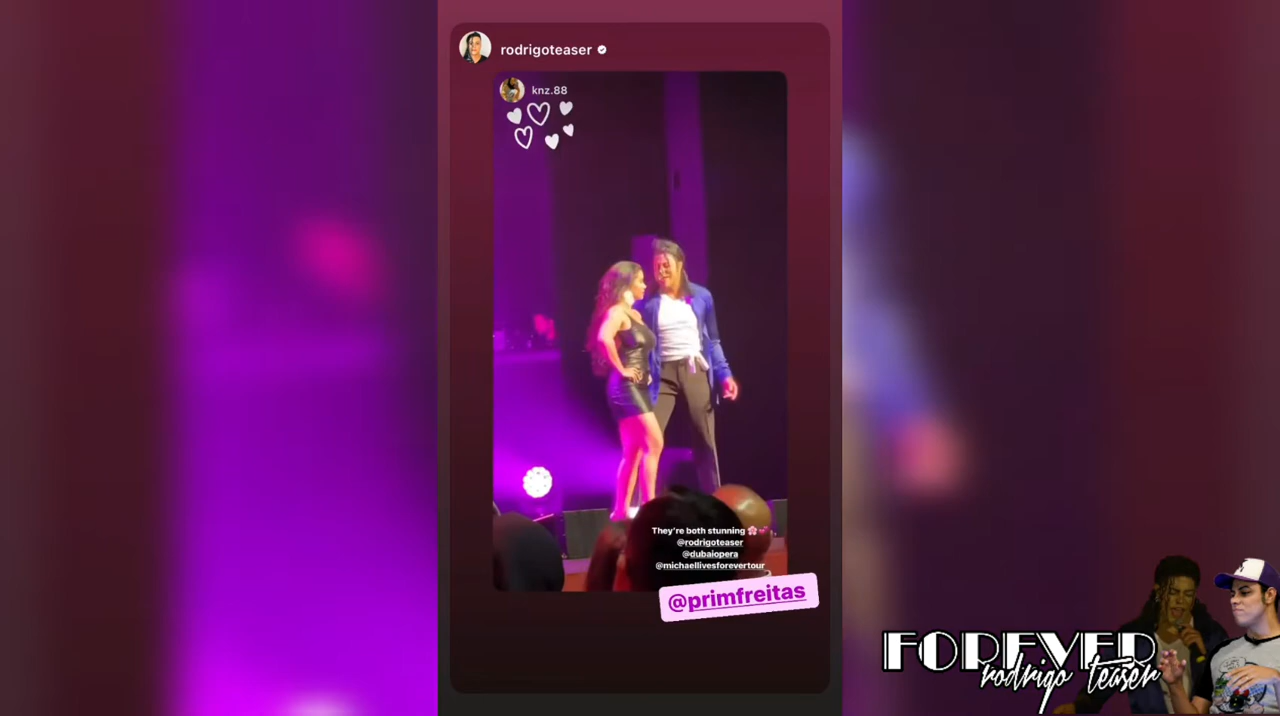 rodrigoteaser
knz.88
They're both stunning 🌸💞
@rodrigoteaser
@dubaiopera
@michaellivesforevertour
@primfreitas
FOREVER
rodrigo teaser